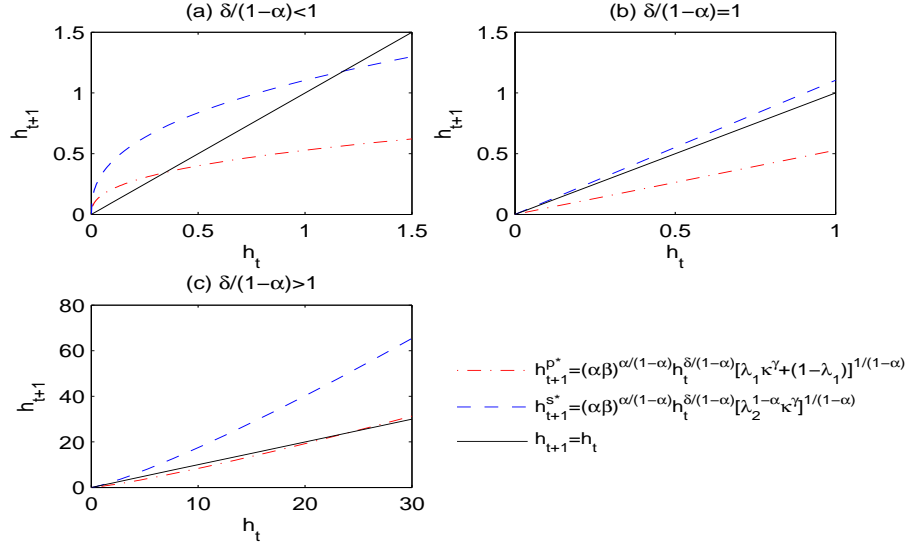 (a) δ/(1−α)<1
1.5
1
0.5
0
0
0.5
1
1.5
h_{t+1}
h_t
(b) δ/(1−α)=1
1.5
1
0.5
0
0
0.5
1
h_{t+1}
h_t
(c) δ/(1−α)>1
80
60
40
20
0
0
10
20
30
h_{t+1}
h_t
h_{t+1}^{p*}=(αβ)^{α/(1−α)}h_t^{δ/(1−α)}[λ_1κ^γ+(1−λ_1)]^{1/(1−α)}
h_{t+1}^{s*}=(αβ)^{α/(1−α)}h_t^{δ/(1−α)}[λ_2^{1−α}κ^γ]^{1/(1−α)}
h_{t+1}=h_t